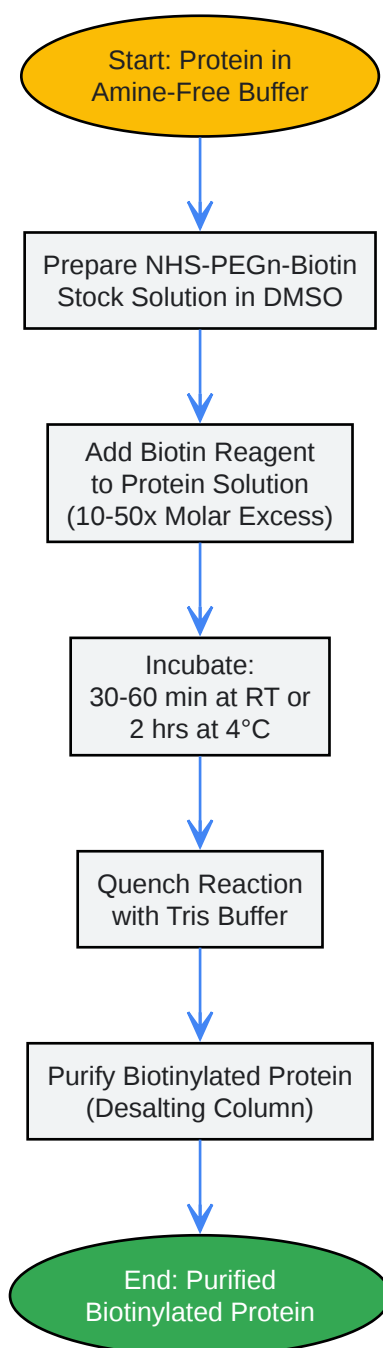 Start: Protein in
Amine-Free Buffer
Prepare NHS-PEGn-Biotin
Stock Solution in DMSO
Add Biotin Reagent
to Protein Solution
(10-50x Molar Excess)
Incubate:
30-60 min at RT or
2 hrs at 4°C
Quench Reaction
with Tris Buffer
Purify Biotinylated Protein
(Desalting Column)
End: Purified
Biotinylated Protein